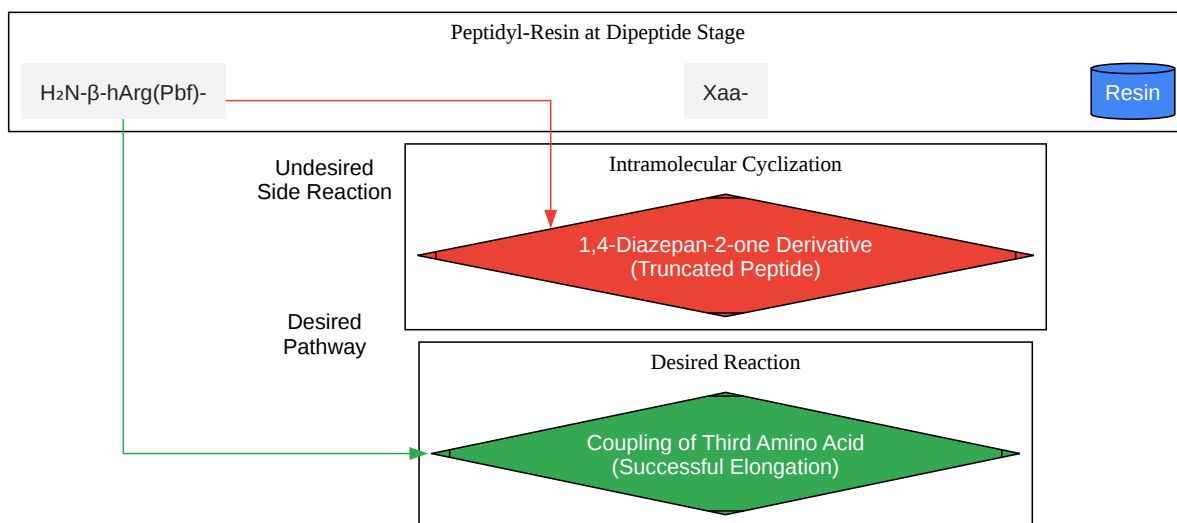 Peptidyl-Resin at Dipeptide Stage
H₂N-β-hArg(Pbf)-
Xaa-
Resin
Undesired
Side Reaction
Intramolecular Cyclization
1,4-Diazepan-2-one Derivative
(Truncated Peptide)
Desired
Pathway
Desired Reaction
Coupling of Third Amino Acid
(Successful Elongation)